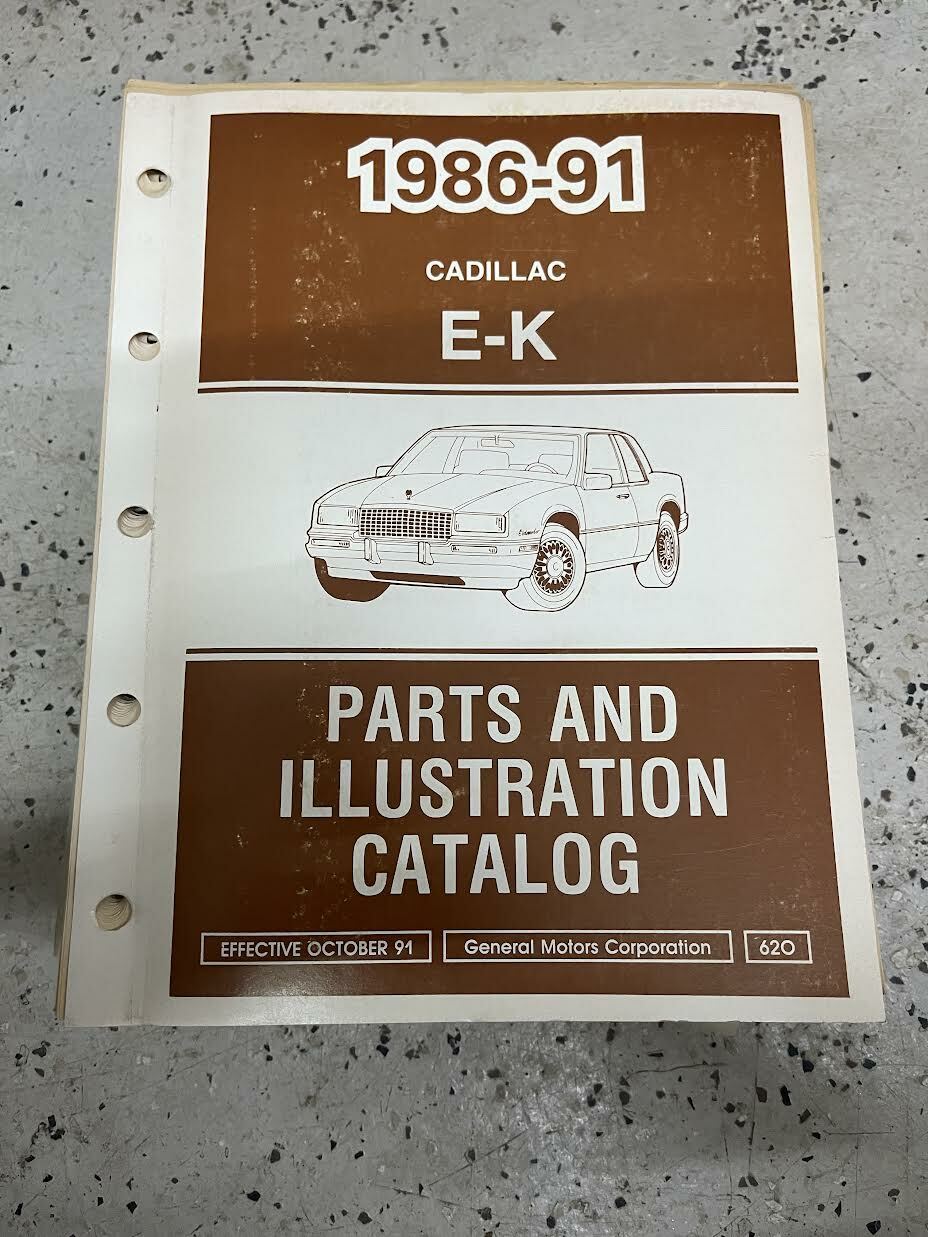 1986-91
CADILLAC
E-K
PARTS AND
ILLUSTRATION
CATALOG
EFFECTIVE OCTOBER 91
General Motors Corporation
620